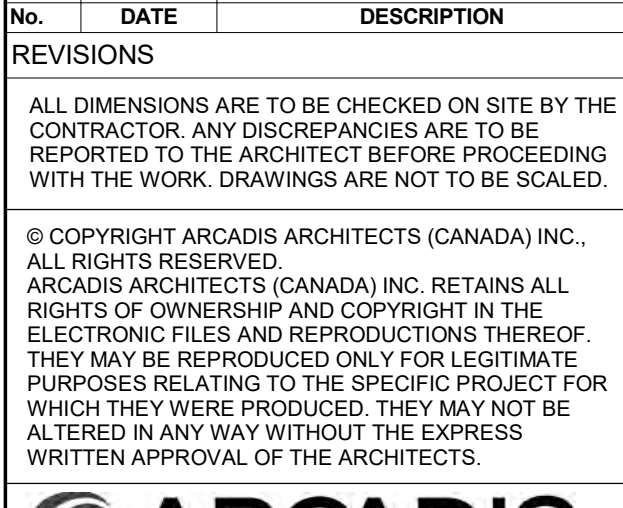 No. DATE DESCRIPTION
REVISIONS
ALL DIMENSIONS ARE TO BE CHECKED ON SITE BY THE
CONTRACTOR. ANY DISCREPANCIES ARE TO BE
REPORTED TO THE ARCHITECT BEFORE PROCEEDING
WITH THE WORK. DRAWINGS ARE NOT TO BE SCALED.
© COPYRIGHT ARCADIS ARCHITECTS (CANADA) INC.,
ALL RIGHTS RESERVED.
ARCADIS ARCHITECTS (CANADA) INC. RETAINS ALL
RIGHTS OF OWNERSHIP AND COPYRIGHT IN THE
ELECTRONIC FILES AND REPRODUCTIONS THEREOF.
THEY MAY BE REPRODUCED ONLY FOR LEGITIMATE
PURPOSES RELATING TO THE SPECIFIC PROJECT FOR
WHICH THEY WERE PRODUCED. THEY MAY NOT BE
ALTERED IN ANY WAY WITHOUT THE EXPRESS
WRITTEN APPROVAL OF THE ARCHITECTS.
ARCADIS